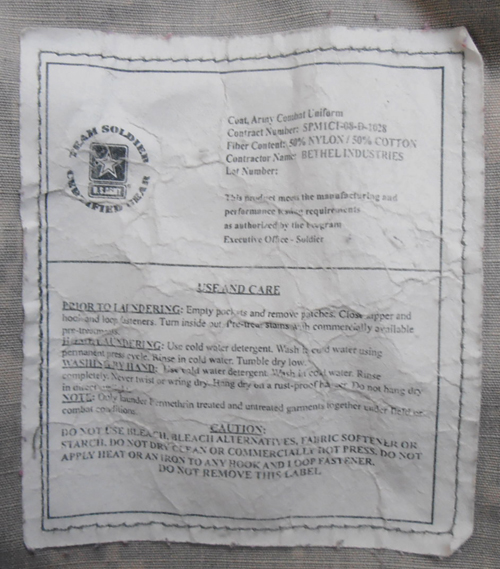 TEAM SOLDIER
U.S. ARMY
CERTIFIED GEAR
Coat, Army Combat Uniform
Contract Number: SPM1C1-08-D-1028
Fiber Content: 50% NYLON / 50% COTTON
Contractor Name: BETHEL INDUSTRIES
Lot Number:
This product meets the manufacturing and
performance testing requirements
as authorized by the Program
Executive Office - Soldier
USE AND CARE
PRIOR TO LAUNDERING: Empty pockets and remove patches. Close zipper and
hook and loop fasteners. Turn inside out. Pre-treat stains with commercially available
pre-treatments.
LAUNDERING: Use cold water detergent. Wash in cold water using
permanent press cycle. Rinse in cold water. Tumble dry low.
WASHING BY HAND: Use cold water detergent. Wash in cold water. Rinse
completely. Never twist or wring dry. Hang dry on a rust-proof hanger. Do not hang dry
in direct
NOTE: Only launder Permethrin treated and untreated garments together under field or
combat conditions.
CAUTION:
DO NOT USE BLEACH, BLEACH ALTERNATIVES, FABRIC SOFTENER OR
STARCH. DO NOT DRY CLEAN OR COMMERCIALLY HOT PRESS. DO NOT
APPLY HEAT OR AN IRON TO ANY HOOK AND LOOP FASTENER.
DO NOT REMOVE THIS LABEL